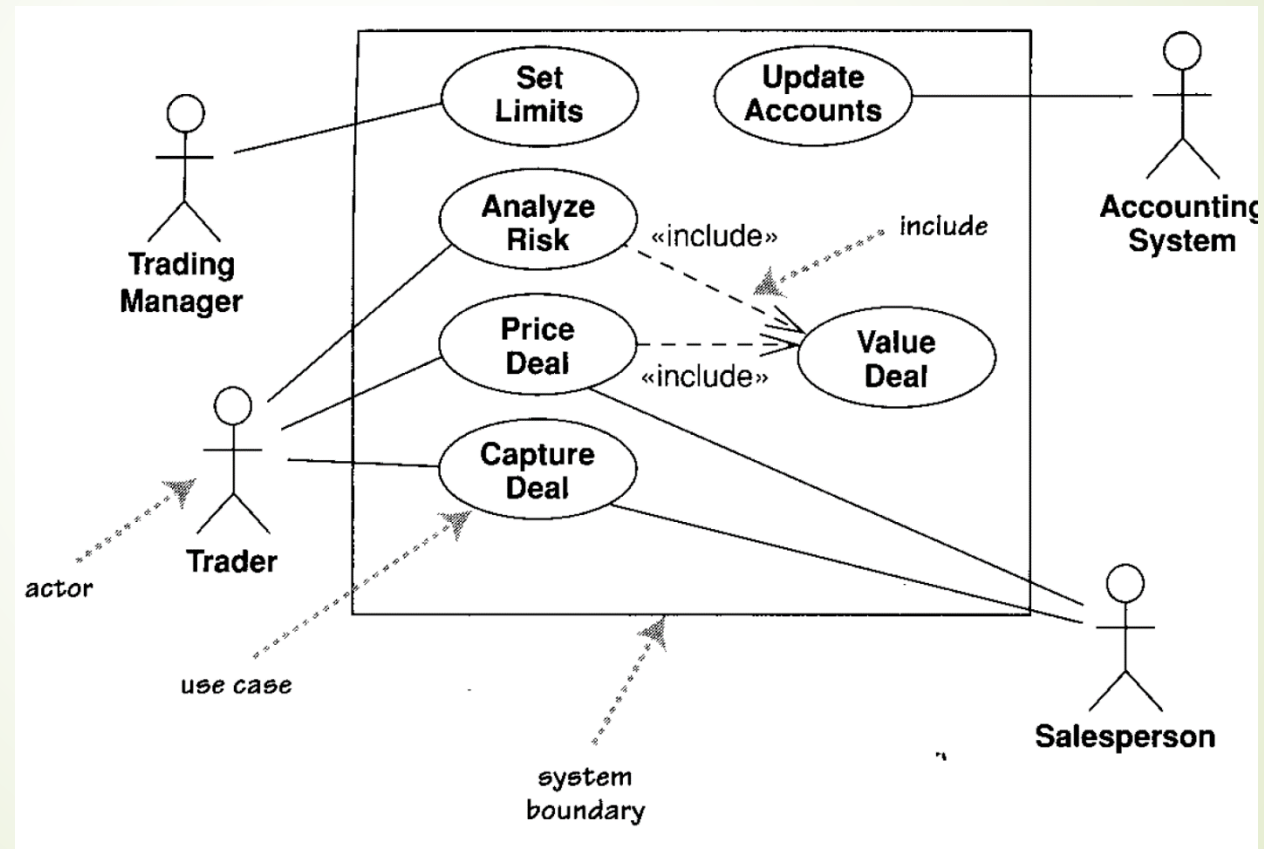 Set
Limits
Update
Accounts
Trading
Manager
Accounting
System
Analyze
Risk
«include»
include
Price
Deal
«include»
Value
Deal
Capture
Deal
Trader
actor
use case
system
boundary
Salesperson